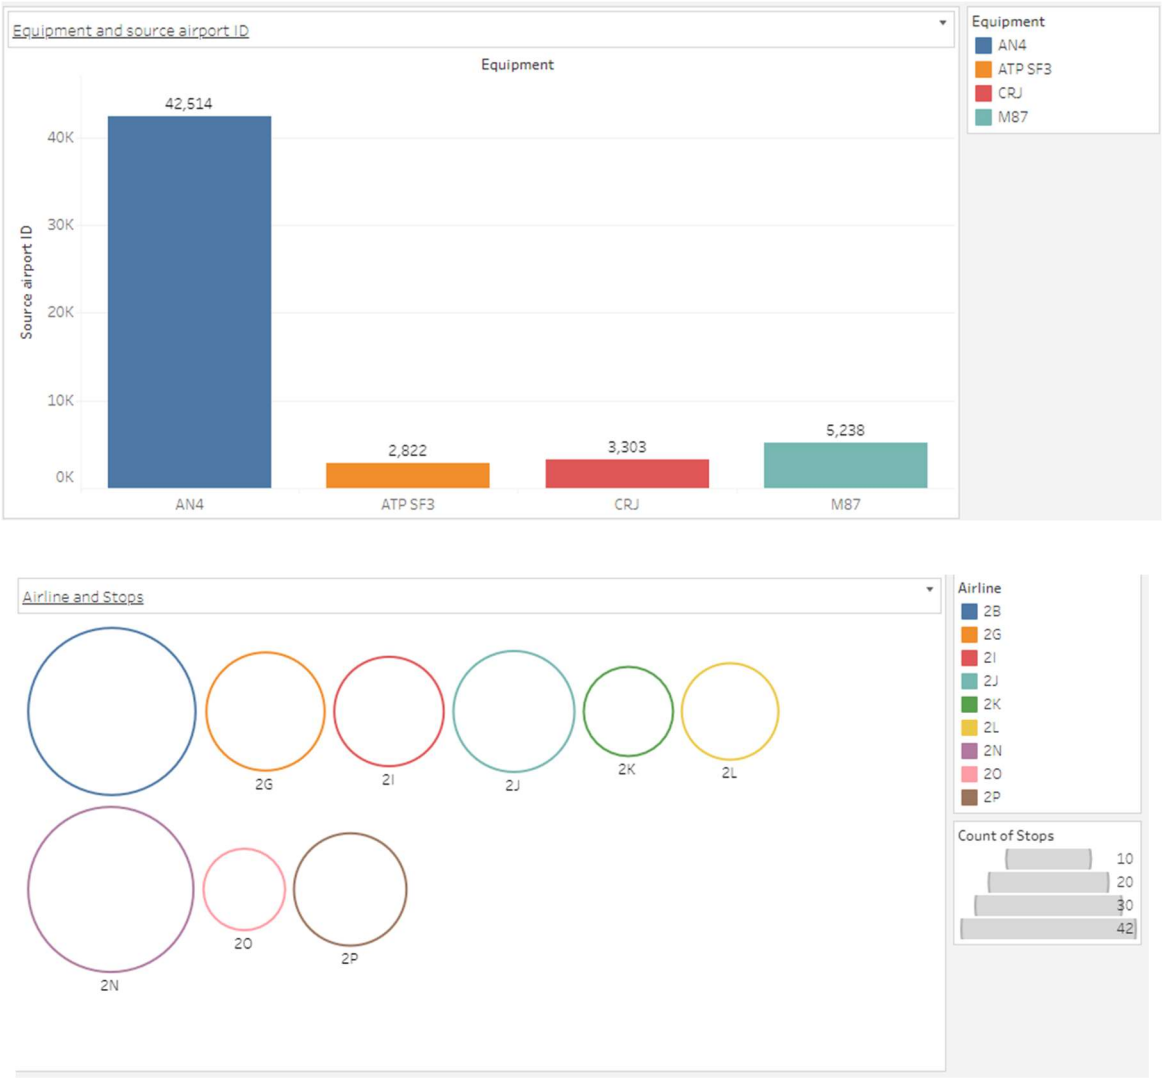 Equipment and source airport ID
Equipment
42,514
40K
30K
20K
10K
0K
Source airport ID
2,822
3,303
5,238
AN4
ATP SF3
CRJ
M87
Equipment
AN4
ATP SF3
CRJ
M87
Airline and Stops
2G
2I
2J
2K
2L
2N
2O
2P
Airline
2B
2G
2I
2J
2K
2L
2N
2O
2P
Count of Stops
10
20
30
42